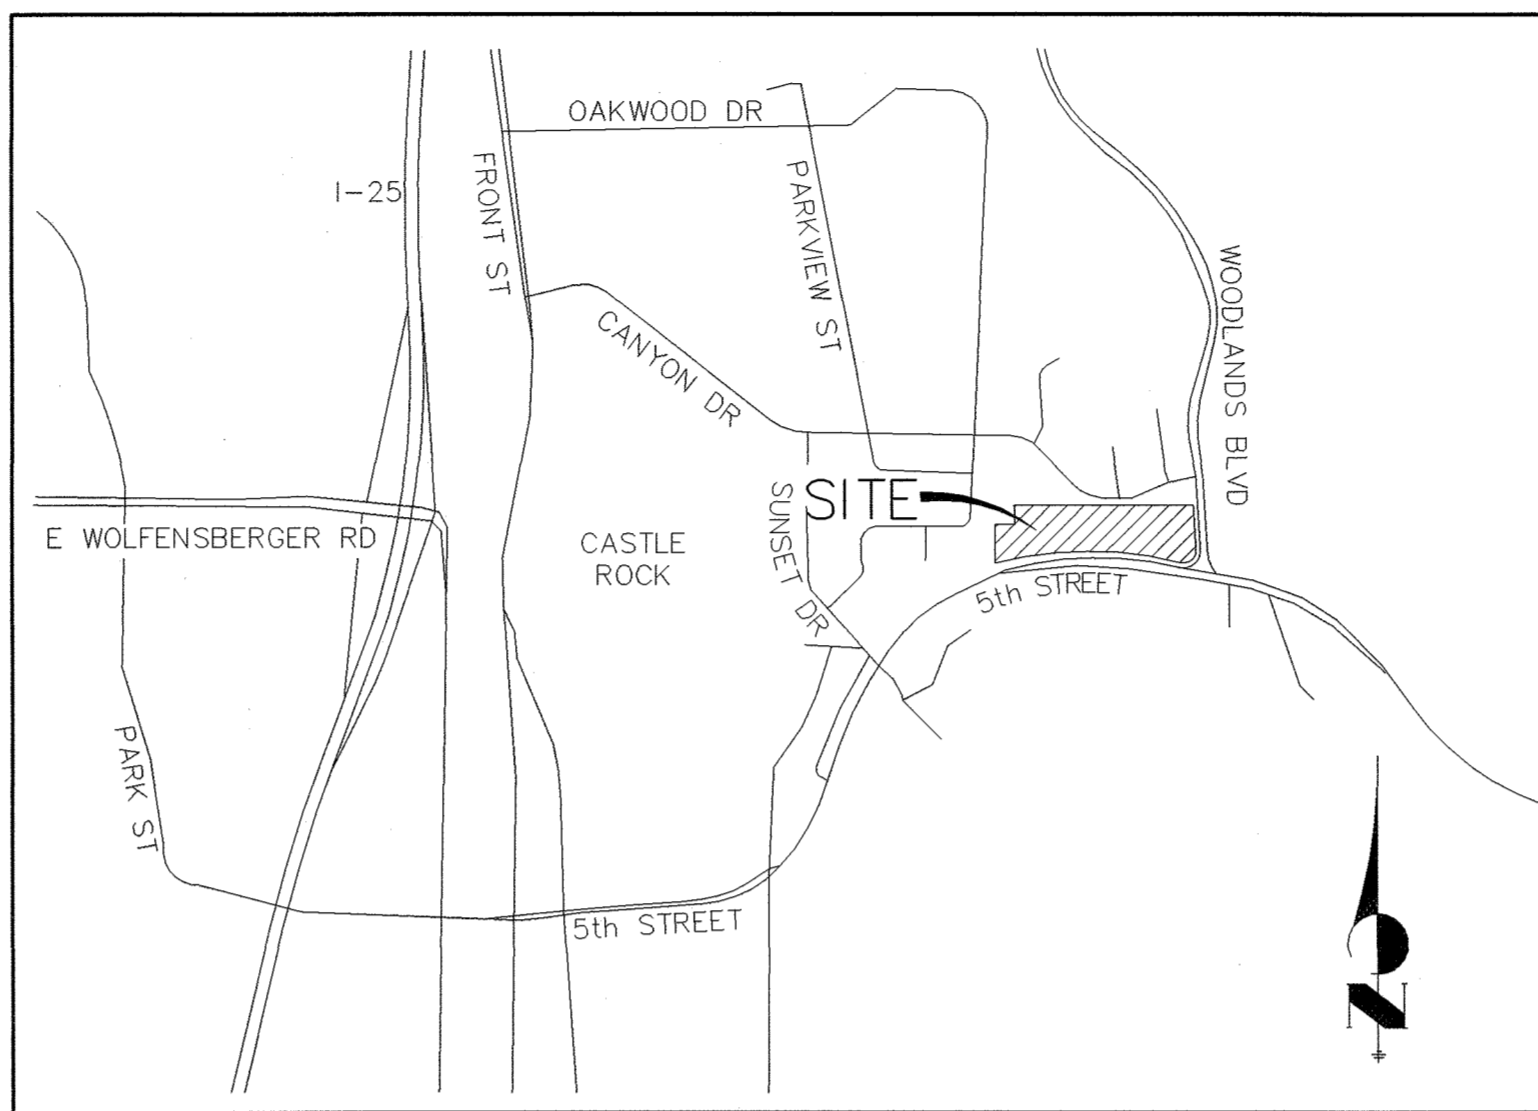 OAKWOOD DR
I-25
FRONT ST
PARKVIEW ST
WOODLANDS BLVD
CANYON DR
SITE
SUNSET DR
E WOLFENSBERGER RD
CASTLE
ROCK
5th STREET
PARK ST
5th STREET
N